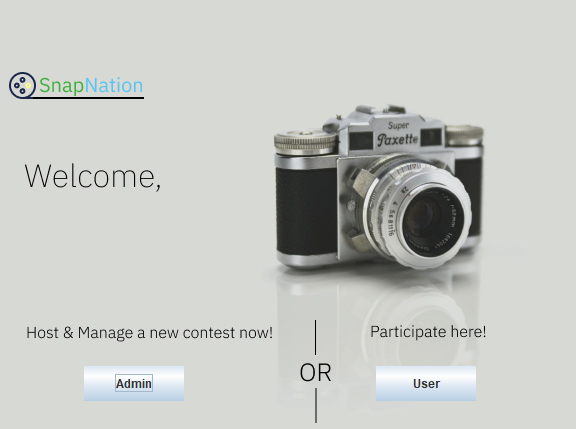 SnapNation
Super
Paxette
Welcome,
Host & Manage a new contest now!
Participate here!
OR
Admin
User